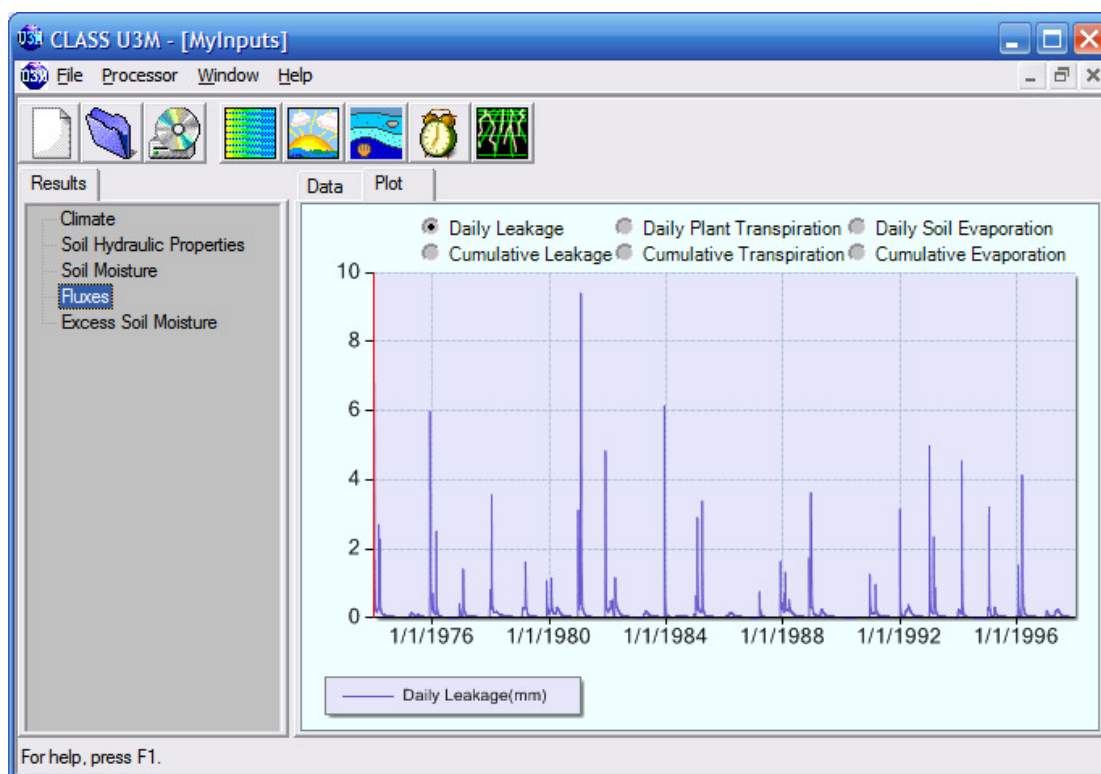 CLASS U3M - [MyInputs]
File Processor Window Help
Results
Data Plot
Climate
Soil Hydraulic Properties
Soil Moisture
Fluxes
Excess Soil Moisture
Daily Leakage Daily Plant Transpiration Daily Soil Evaporation
Cumulative Leakage Cumulative Transpiration Cumulative Evaporation
10
8
6
4
2
0
1/1/1976 1/1/1980 1/1/1984 1/1/1988 1/1/1992 1/1/1996
Daily Leakage(mm)
For help, press F1.